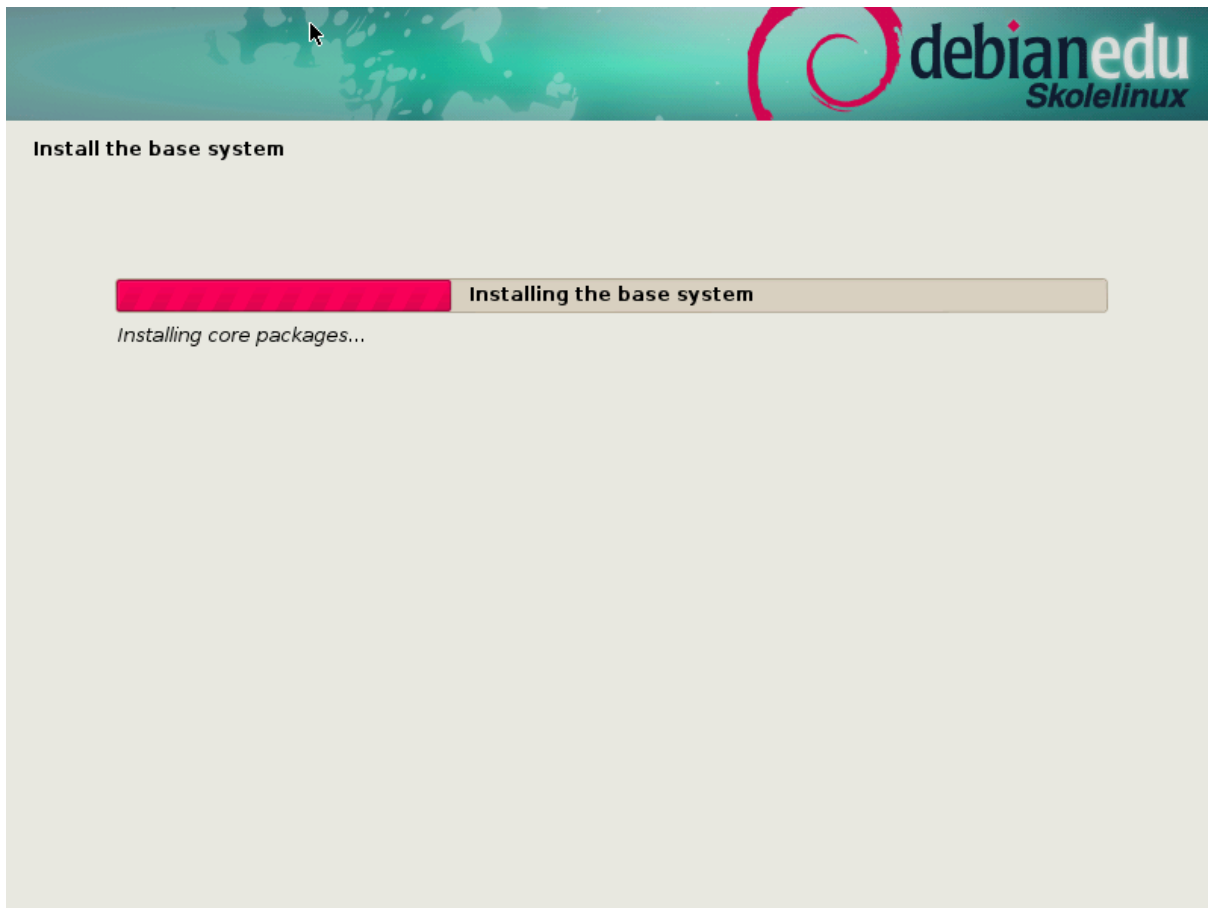 debianedu
Skolelinux
Install the base system
Installing the base system
Installing core packages...